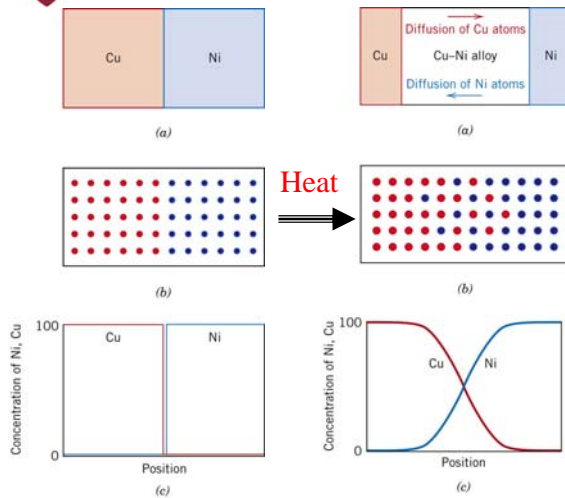 Cu
Ni
(a)
Diffusion of Cu atoms
Cu
Cu–Ni alloy
Ni
Diffusion of Ni atoms
(a)
(b)
Heat
(b)
Concentration of Ni, Cu
100
0
Cu
Ni
Position
(c)
Concentration of Ni, Cu
100
0
Cu
Ni
Position
(c)